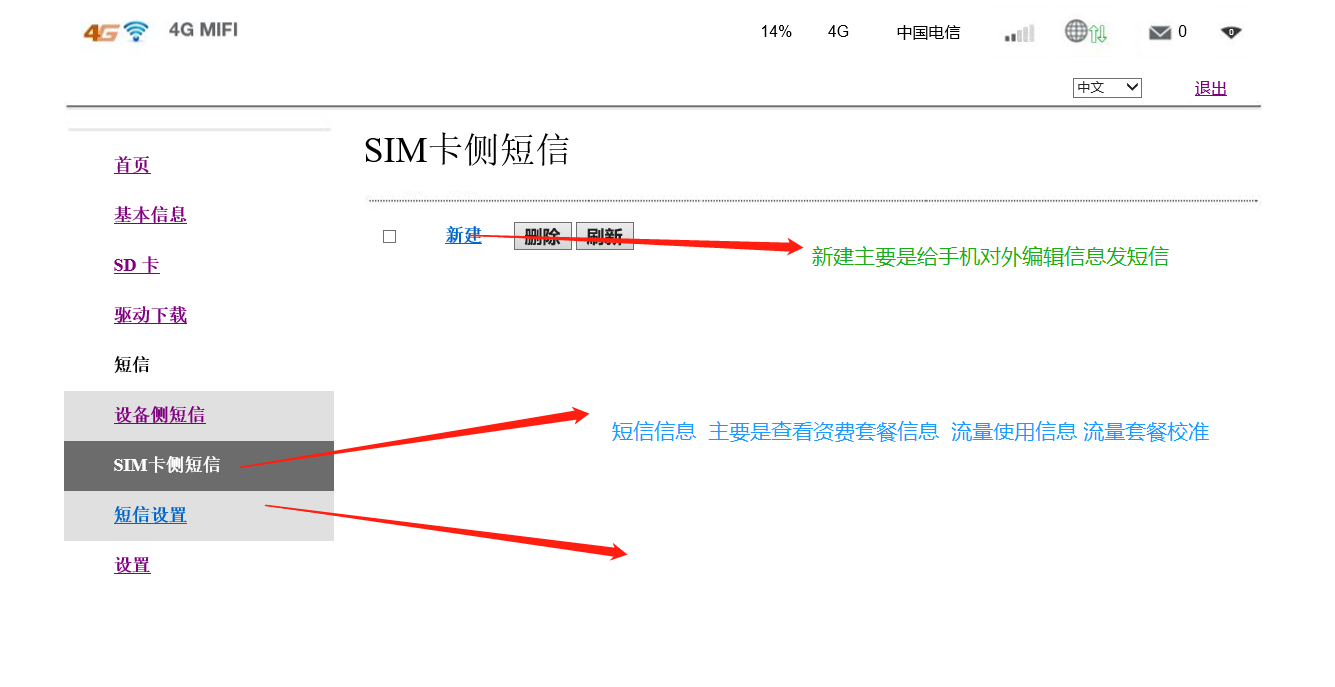 4G 4G MIFI 14% 4G 中国电信 0 0
中文 退出
SIM卡侧短信
首页
基本信息
新建 删除 刷新
新建主要是给手机对外编辑信息发短信
SD 卡
驱动下载
短信
设备侧短信
短信信息 主要是查看资费套餐信息 流量使用信息 流量套餐校准
SIM卡侧短信
短信设置
设置